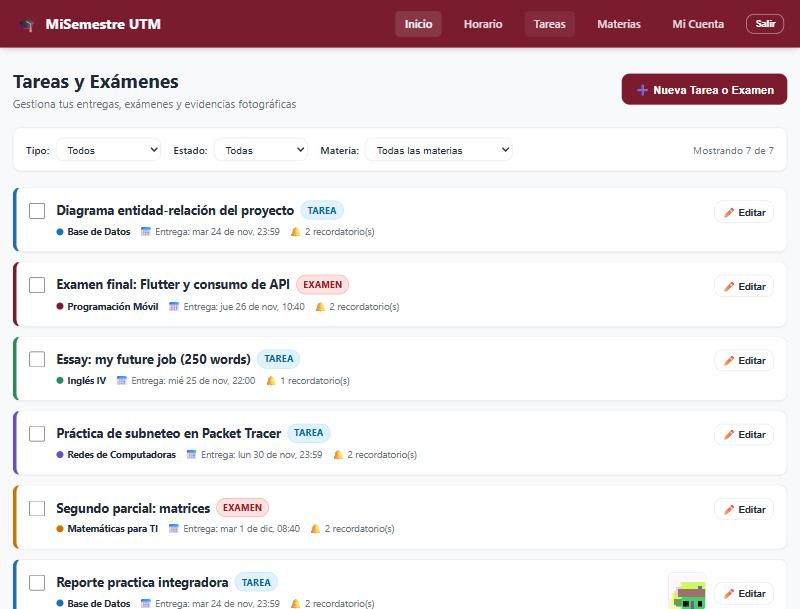 MiSemestre UTM
Inicio Horario Tareas Materias Mi Cuenta Salir
Tareas y Exámenes
Gestiona tus entregas, exámenes y evidencias fotográficas
Nueva Tarea o Examen
Tipo: Todos Estado: Todas Materia: Todas las materias Mostrando 7 de 7
Diagrama entidad-relación del proyecto TAREA
Editar
Base de Datos Entrega: mar 24 de nov, 23:59 2 recordatorio(s)
Examen final: Flutter y consumo de API EXAMEN
Editar
Programación Móvil Entrega: jue 26 de nov, 10:40 2 recordatorio(s)
Essay: my future job (250 words) TAREA
Editar
Inglés IV Entrega: mié 25 de nov, 22:00 1 recordatorio(s)
Práctica de subneteo en Packet Tracer TAREA
Editar
Redes de Computadoras Entrega: lun 30 de nov, 23:59 2 recordatorio(s)
Segundo parcial: matrices EXAMEN
Editar
Matemáticas para TI Entrega: mar 1 de dic, 08:40 2 recordatorio(s)
Reporte practica integradora TAREA
Editar
Base de Datos Entrega: mar 24 de nov, 23:59 2 recordatorio(s)